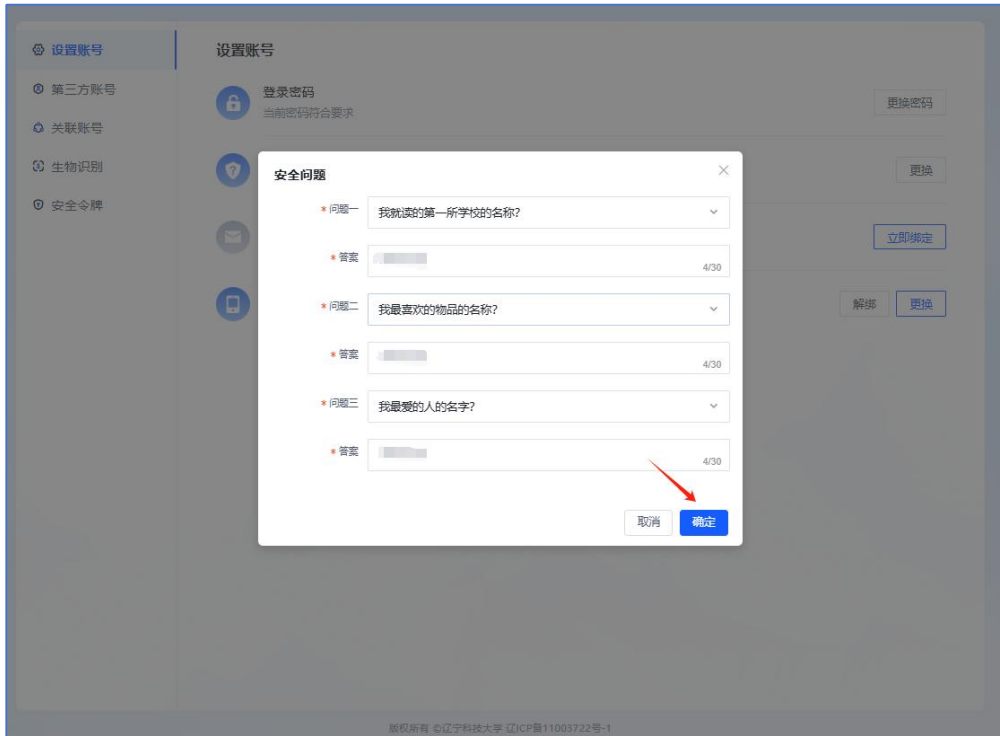 设置账号
第三方账号
关联账号
生物识别
安全令牌
设置账号
登录密码
当前密码符合要求
更换密码
更换
立即绑定
解绑 更换
安全问题
* 问题一 我就读的第一所学校的名称?
* 答案 4/30
* 问题二 我最喜欢的物品的名称?
* 答案 4/30
* 问题三 我最爱的人的名字?
* 答案 4/30
取消 确定
版权所有 ©辽宁科技大学 辽ICP备11003722号-1